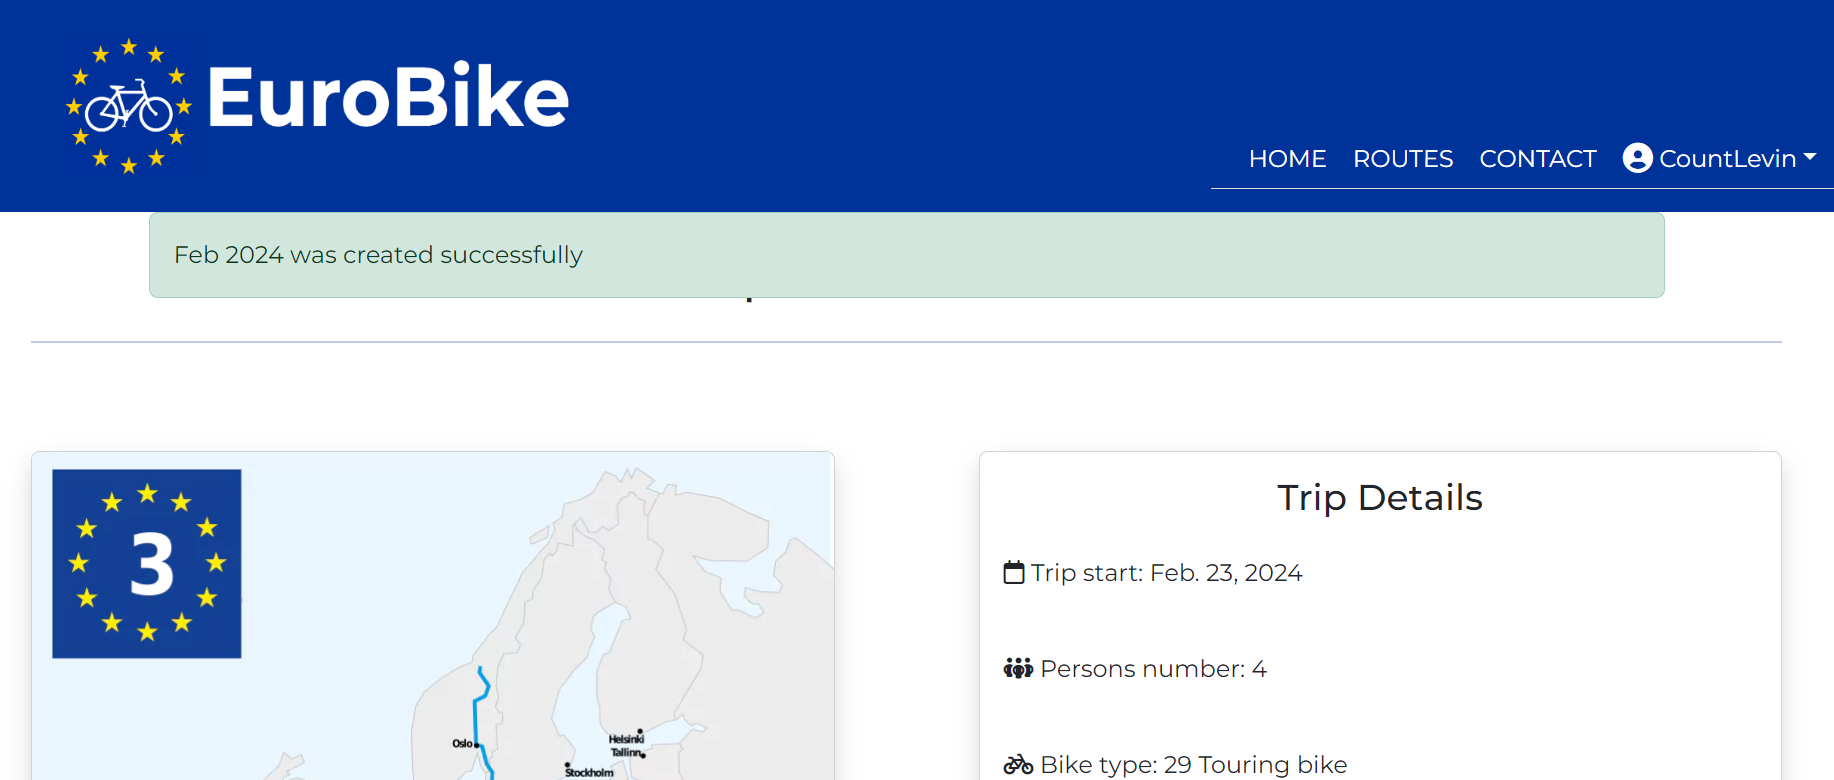 EuroBike
HOME ROUTES CONTACT CountLevin
Feb 2024 was created successfully
3
Trip Details
Trip start: Feb. 23, 2024
Persons number: 4
Bike type: 29 Touring bike
Oslo
Helsinki
Tallinn
Stockholm